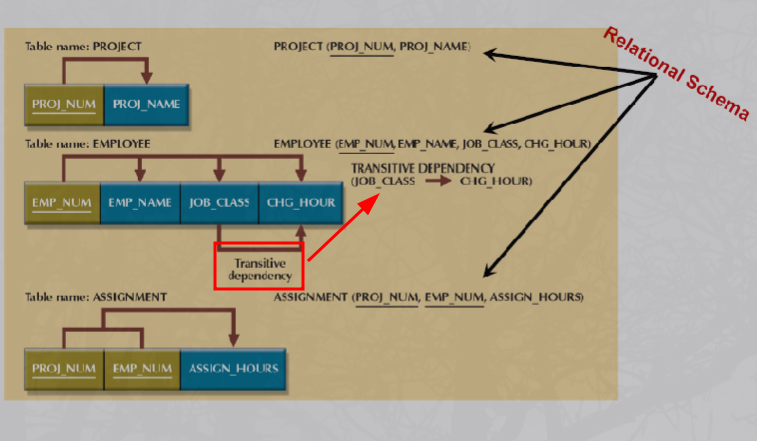 Table name: PROJECT
PROJECT (PROJ_NUM, PROJ_NAME)
Relational Schema
PROJ_NUM PROJ_NAME
Table name: EMPLOYEE
EMPLOYEE (EMP_NUM, EMP_NAME, JOB_CLASS, CHG_HOUR)
TRANSITIVE DEPENDENCY
(JOB_CLASS CHG_HOUR)
EMP_NUM EMP_NAME JOB_CLASS CHG_HOUR
Transitive
dependency
Table name: ASSIGNMENT
ASSIGNMENT (PROJ_NUM, EMP_NUM, ASSIGN_HOURS)
PROJ_NUM EMP_NUM ASSIGN_HOURS